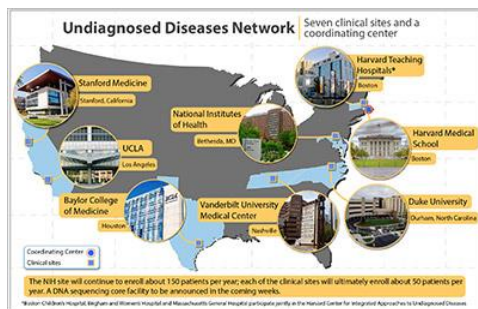 Undiagnosed Diseases Network
Seven clinical sites and a
coordinating center
Stanford Medicine
Stanford, California
Harvard Teaching
Hospitals*
Boston
National Institutes
of Health
Bethesda, MD
UCLA
Los Angeles
Harvard Medical
School
Boston
Baylor College
of Medicine
Houston
Vanderbilt University
Medical Center
Nashville
Duke University
Durham, North Carolina
Coordinating Center
Clinical sites
The NIH site will continue to enroll about 150 patients per year; each of the clinical sites will ultimately enroll about 50 patients per
year. A DNA sequencing core facility to be announced in the coming weeks.
*Boston Children's Hospital, Brigham and Women's Hospital and Massachusetts General Hospital participate jointly in the Harvard Center for Integrated Approaches to Undiagnosed Diseases